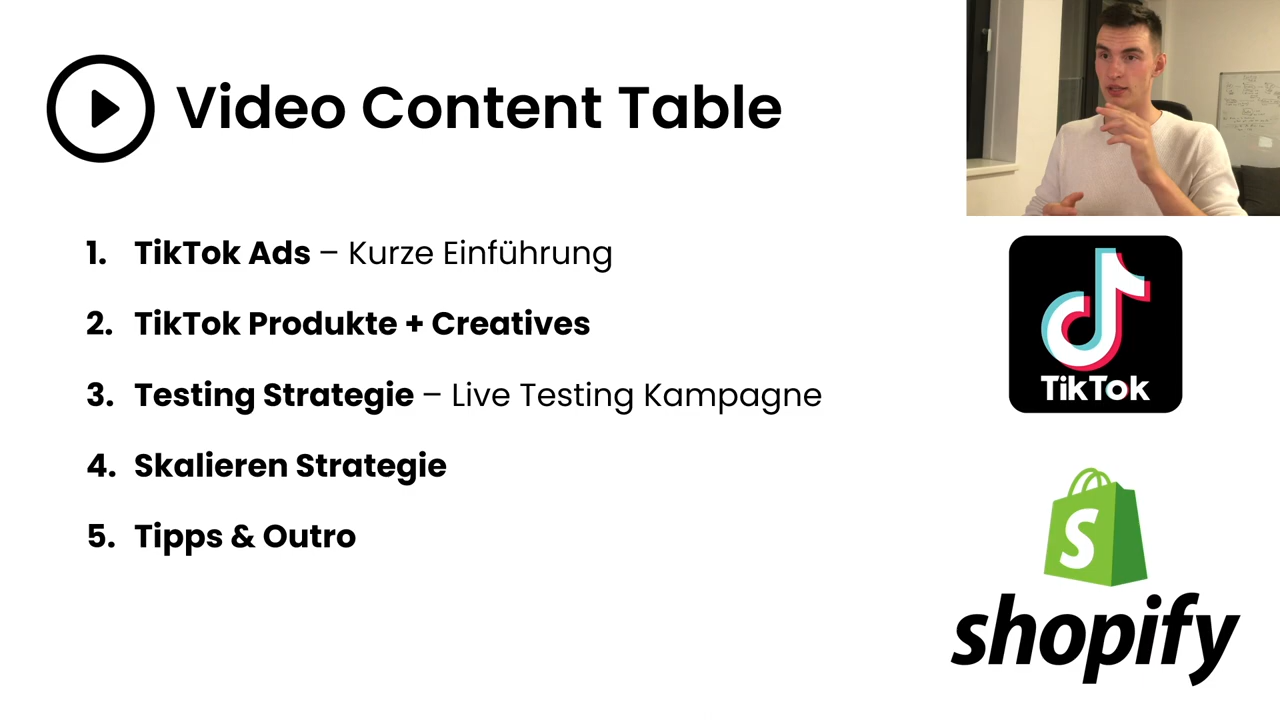 Video Content Table
1. TikTok Ads – Kurze Einführung
2. TikTok Produkte + Creatives
3. Testing Strategie – Live Testing Kampagne
4. Skalieren Strategie
5. Tipps & Outro
TikTok
S
shopify